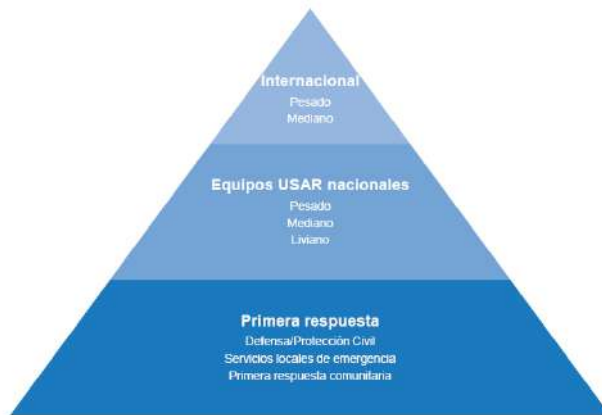 Internacional
Pesado
Mediano
Equipos USAR nacionales
Pesado
Mediano
Liviano
Primera respuesta
Defensa/Protección Civil
Servicios locales de emergencia
Primera respuesta comunitaria